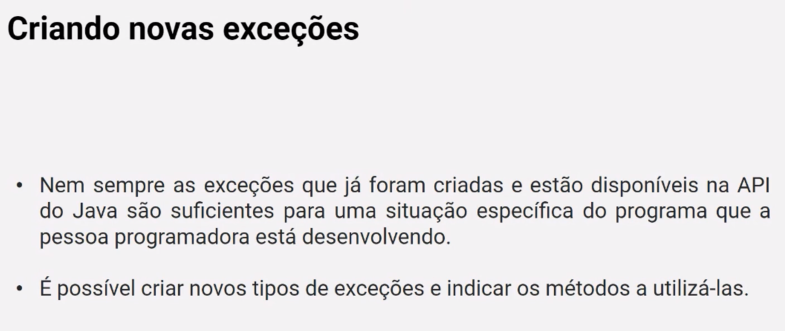 Criando novas exceções
• Nem sempre as exceções que já foram criadas e estão disponíveis na API
do Java são suficientes para uma situação específica do programa que a
pessoa programadora está desenvolvendo.
• É possível criar novos tipos de exceções e indicar os métodos a utilizá-las.